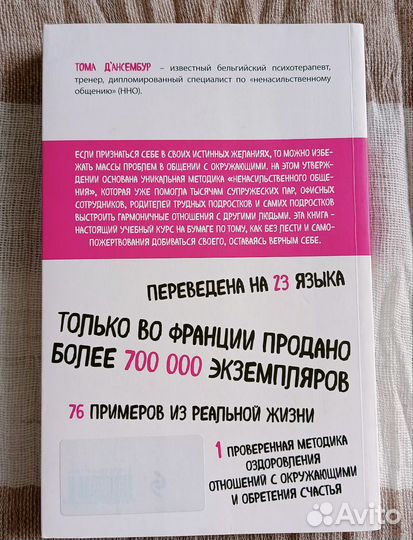 ТОМА Д'АНСЕМБУР – известный бельгийский психотерапевт,
тренер, дипломированный специалист по «ненасильственному
общению» (ННО).
ЕСЛИ ПРИЗНАТЬСЯ СЕБЕ В СВОИХ ИСТИННЫХ ЖЕЛАНИЯХ, ТО МОЖНО ИЗБЕ-
ЖАТЬ МАССЫ ПРОБЛЕМ В ОБЩЕНИИ С ОКРУЖАЮЩИМИ. НА ЭТОМ УТВЕР-
ЖДЕНИИ ОСНОВАНА УНИКАЛЬНАЯ МЕТОДИКА «НЕНАСИЛЬСТВЕННОГО ОБЩЕ-
НИЯ», КОТОРАЯ УЖЕ ПОМОГЛА ТЫСЯЧАМ СУПРУЖЕСКИХ ПАР, ОФИСНЫХ
СОТРУДНИКОВ, РОДИТЕЛЕЙ ТРУДНЫХ ПОДРОСТКОВ И САМИХ ПОДРОСТКОВ
ВЫСТРОИТЬ ГАРМОНИЧНЫЕ ОТНОШЕНИЯ С ДРУГИМИ ЛЮДЬМИ. ЭТА КНИГА -
НАСТОЯЩИЙ УЧЕБНЫЙ КУРС НА БУМАГЕ ПО ТОМУ, КАК БЕЗ ЛЕСТИ И САМО-
ПОЖЕРТВОВАНИЯ ДОБИВАТЬСЯ СВОЕГО, ОСТАВАЯСЬ ВЕРНЫМ СЕБЕ.
ПЕРЕВЕДЕНА НА 23 ЯЗЫКА
ТОЛЬКО ВО ФРАНЦИИ ПРОДАНО
БОЛЕЕ 700 000 ЭКЗЕМПЛЯРОВ
76 ПРИМЕРОВ ИЗ РЕАЛЬНОЙ ЖИЗНИ
1 ПРОВЕРЕННАЯ МЕТОДИКА
ОЗДОРОВЛЕНИЯ
ОТНОШЕНИЙ С ОКРУЖАЮЩИМИ
И ОБРЕТЕНИЯ СЧАСТЬЯ
Avito